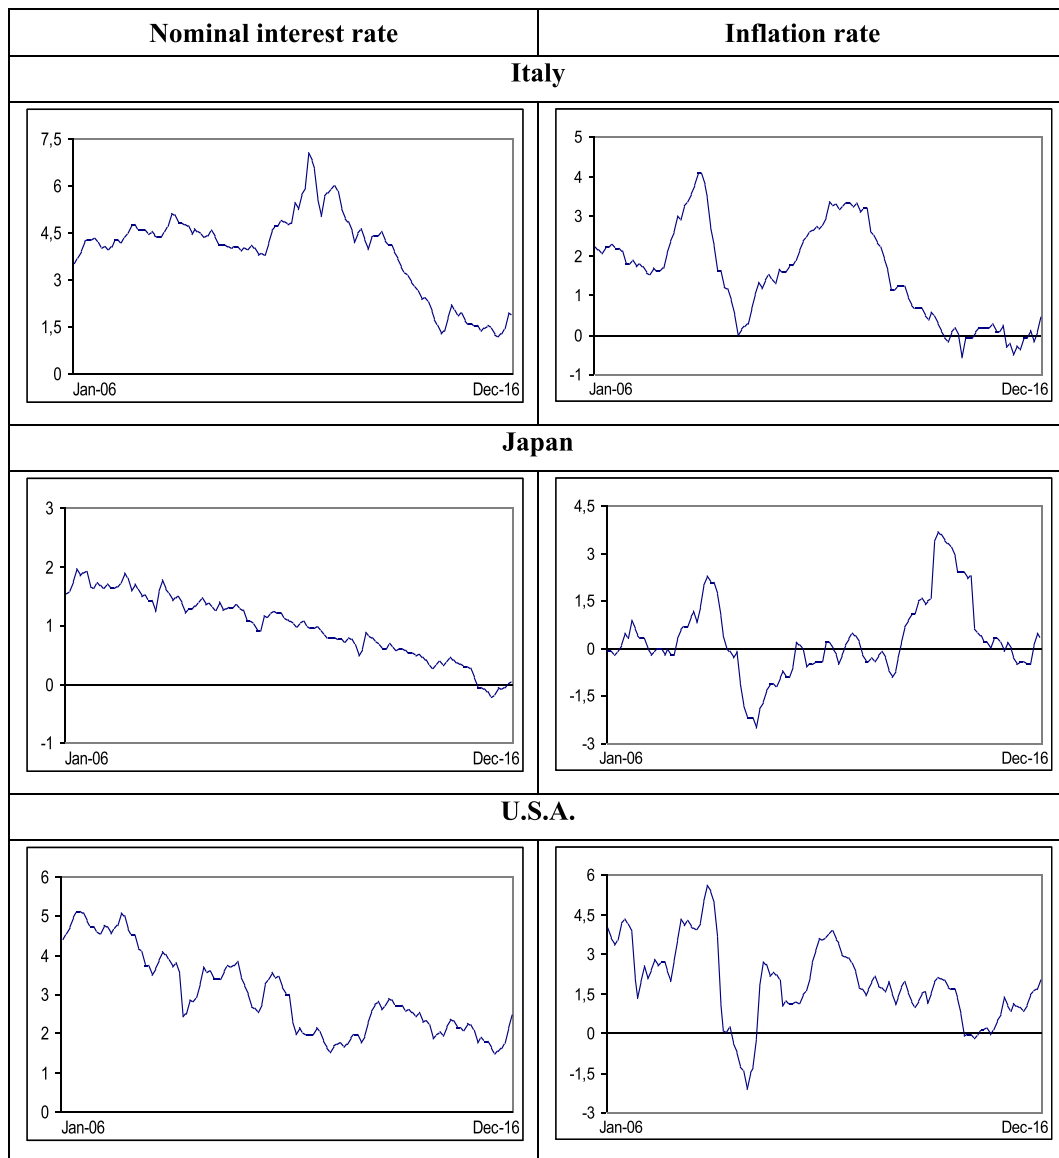 Nominal interest rate
Inflation rate
Italy
7,5
6
4,5
3
1,5
0
Jan-06
Dec-16
5
4
3
2
1
0
-1
Jan-06
Dec-16
Japan
3
2
1
0
-1
Jan-06
Dec-16
4,5
3
1,5
0
-1,5
-3
Jan-06
Dec-16
U.S.A.
6
5
4
3
2
1
0
Jan-06
Dec-16
6
4,5
3
1,5
0
-1,5
-3
Jan-06
Dec-16